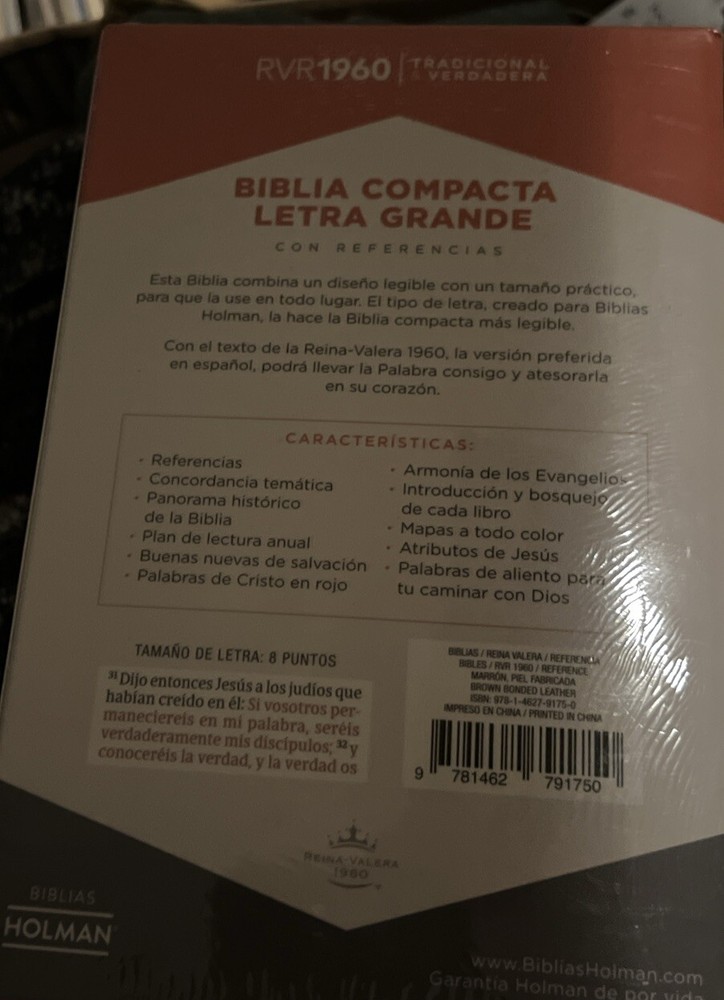 RVR1960 | TRADICIONAL
& VERDADERA
BIBLIA COMPACTA
LETRA GRANDE
CON REFERENCIAS
Esta Biblia combina un diseño legible con un tamaño práctico,
para que la use en todo lugar. El tipo de letra, creado para Biblias
Holman, la hace la Biblia compacta más legible.
Con el texto de la Reina-Valera 1960, la versión preferida
en español, podrá llevar la Palabra consigo y atesorarla
en su corazón.
CARACTERÍSTICAS:
• Referencias
• Concordancia temática
• Panorama histórico
de la Biblia
• Plan de lectura anual
• Buenas nuevas de salvación
• Palabras de Cristo en rojo
• Armonía de los Evangelios
• Introducción y bosquejo
de cada libro
• Mapas a todo color
• Atributos de Jesús
• Palabras de aliento para
tu caminar con Dios
TAMAÑO DE LETRA: 8 PUNTOS
31 Dijo entonces Jesús a los judíos que
habían creído en él: Si vosotros per-
maneciereis en mi palabra, seréis
verdaderamente mis discípulos; 32 y
conoceréis la verdad, y la verdad os
BIBLIAS / REINA VALERA / REFERENCIA
BIBLES / RVR 1960 / REFERENCE
MARRÓN, PIEL FABRICADA
BROWN BONDED LEATHER
ISBN: 978-1-4627-9175-0
IMPRESO EN CHINA / PRINTED IN CHINA
9 781462 791750
REINA-VALERA
1960
BIBLIAS
HOLMAN
www.BibliasHolman.com
Garantía Holman de por vida